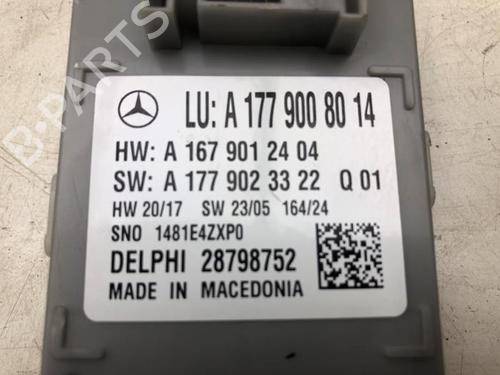 LU: A 177 900 80 14
HW: A 167 901 24 04
SW: A 177 902 33 22 Q 01
HW 20/17 SW 23/05 164/24
SNO 1481E4ZXP0
DELPHI 28798752
MADE IN MACEDONIA
B-PARTS